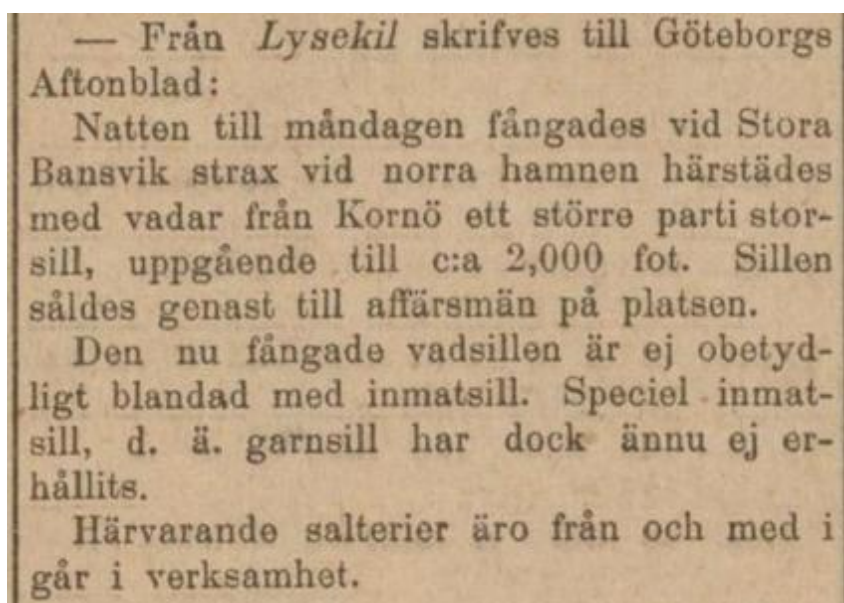 — Från Lysekil skrifves till Göteborgs
Aftonblad:
Natten till måndagen fångades vid Stora
Bansvik strax vid norra hamnen härstädes
med vadar från Kornö ett större parti stor-
sill, uppgående till c:a 2,000 fot. Sillen
såldes genast till affärsmän på platsen.
Den nu fångade vadsillen är ej obetyd-
ligt blandad med inmatsill. Speciel inmat-
sill, d. ä. garnsill har dock ännu ej er-
hållits.
Härvarande salterier äro från och med i
går i verksamhet.